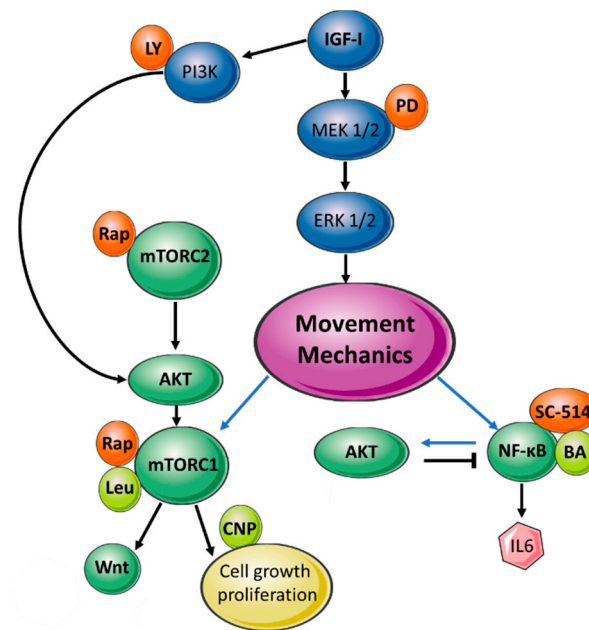 LY
PI3K
IGF-I
MEK 1/2
PD
ERK 1/2
Rap
mTORC2
Movement
Mechanics
AKT
Rap
mTORC1
Leu
AKT
SC-514
NF-κB
BA
CNP
Wnt
Cell growth
proliferation
IL6